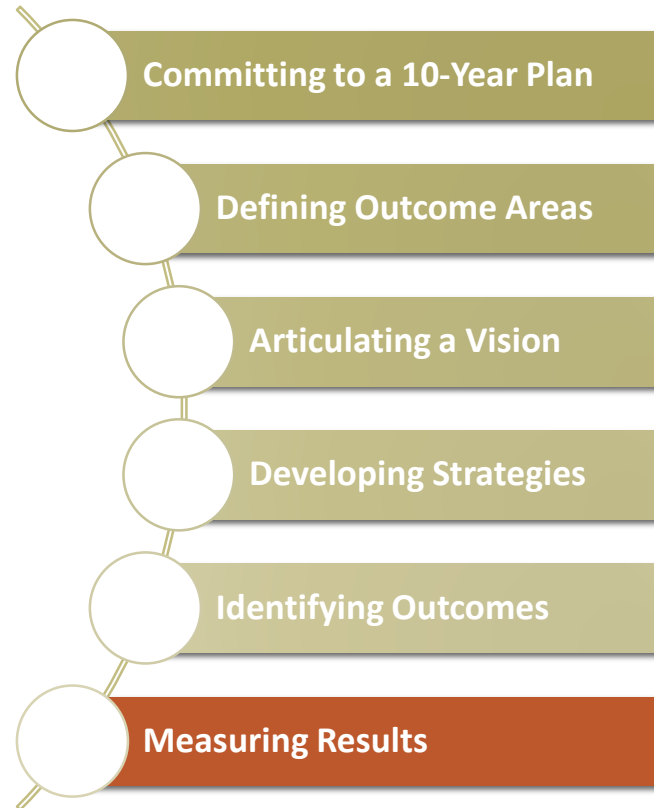 Committing to a 10-Year Plan
Defining Outcome Areas
Articulating a Vision
Developing Strategies
Identifying Outcomes
Measuring Results